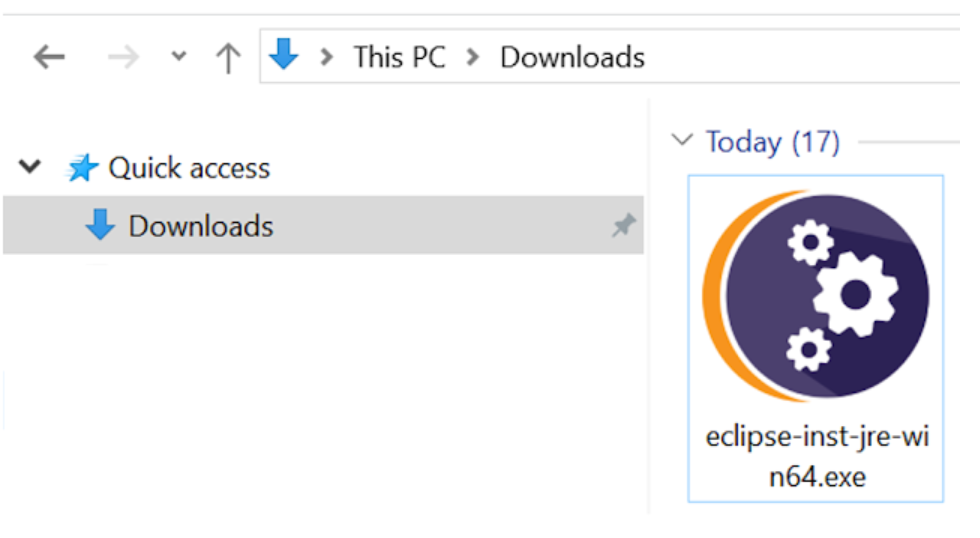 This PC Downloads
Quick access
Downloads
Today (17)
eclipse-inst-jre-wi
n64.exe